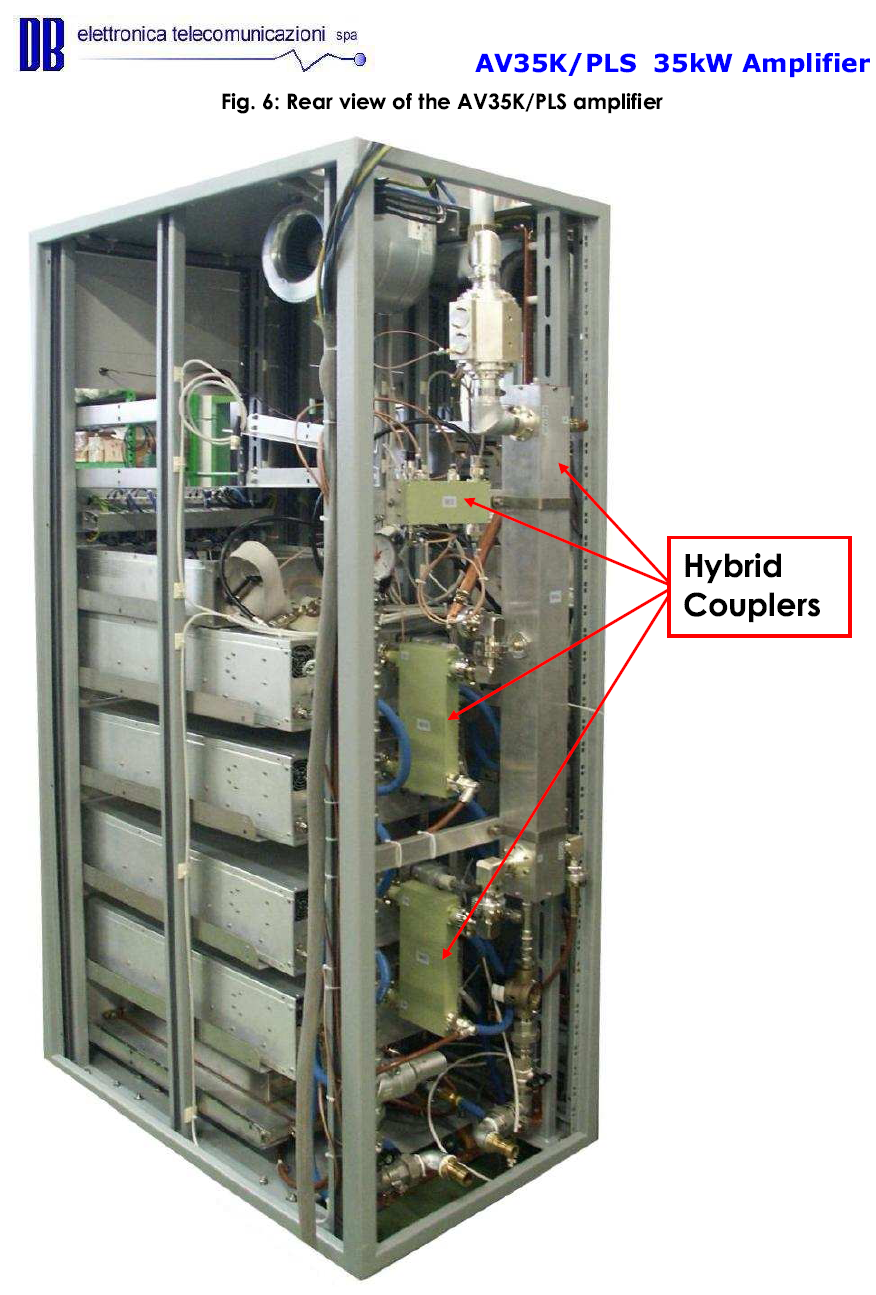 DB elettronica telecomunicazioni spa
AV35K/PLS 35kW Amplifier
Fig. 6: Rear view of the AV35K/PLS amplifier
Hybrid
Couplers